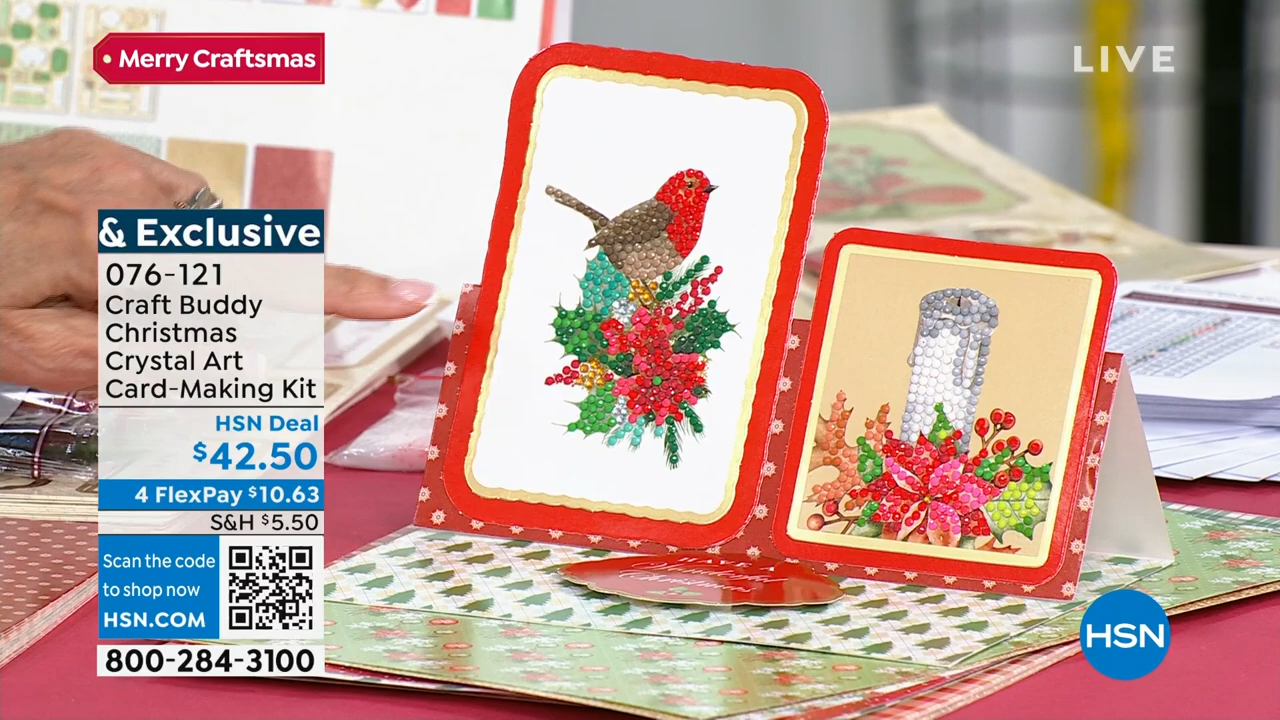 Merry Craftsmas
LIVE
& Exclusive
076-121
Craft Buddy
Christmas
Crystal Art
Card-Making Kit
HSN Deal
$42.50
4 FlexPay $10.63
S&H $5.50
Scan the code
to shop now
HSN.COM
800-284-3100
HAVE A
HSN